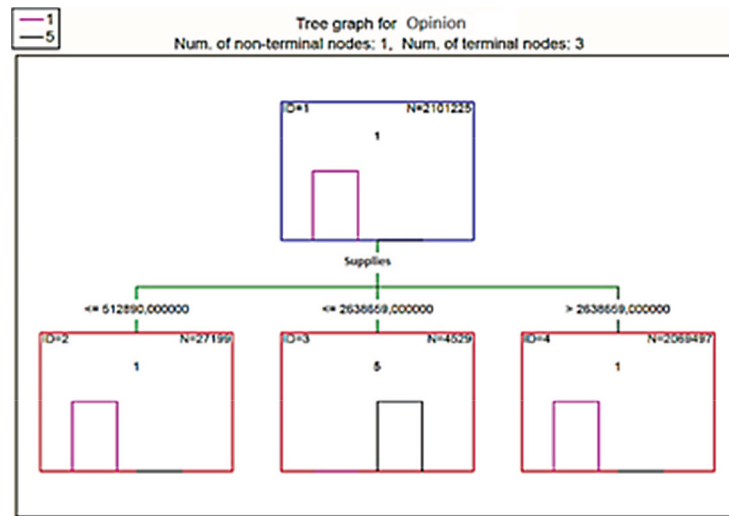 1
5
Tree graph for Opinion
Num. of non-terminal nodes: 1, Num. of terminal nodes: 3
ID=1 N=2101225
1
Supplies
<= 512890,000000 <= 2638659,000000 > 2638659,000000
ID=2 N=27199 ID=3 N=4529 ID=4 N=2069497
1 5 1